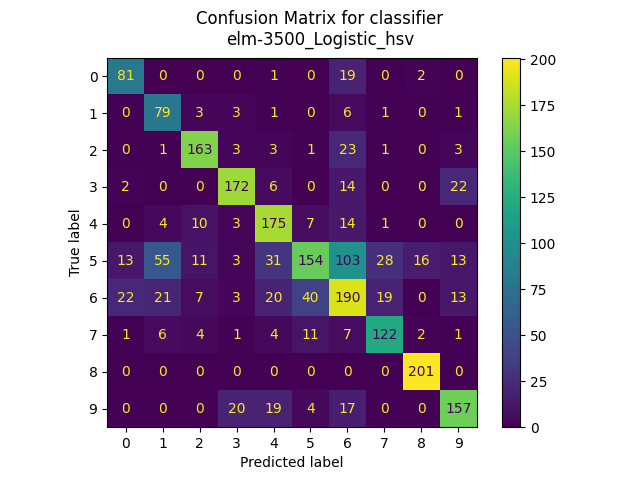 Confusion Matrix for classifier
elm-3500_Logistic_hsv
0 81 0 0 0 1 0 19 0 2 0
1 0 79 3 3 1 0 6 1 0 1
2 0 1 163 3 3 1 23 1 0 3
3 2 0 0 172 6 0 14 0 0 22
4 0 4 10 3 175 7 14 1 0 0
5 13 55 11 3 31 154 103 28 16 13
6 22 21 7 3 20 40 190 19 0 13
7 1 6 4 1 4 11 7 122 2 1
8 0 0 0 0 0 0 0 0 201 0
9 0 0 0 20 19 4 17 0 0 157
0 1 2 3 4 5 6 7 8 9
Predicted label
True label
200
175
150
125
100
75
50
25
0